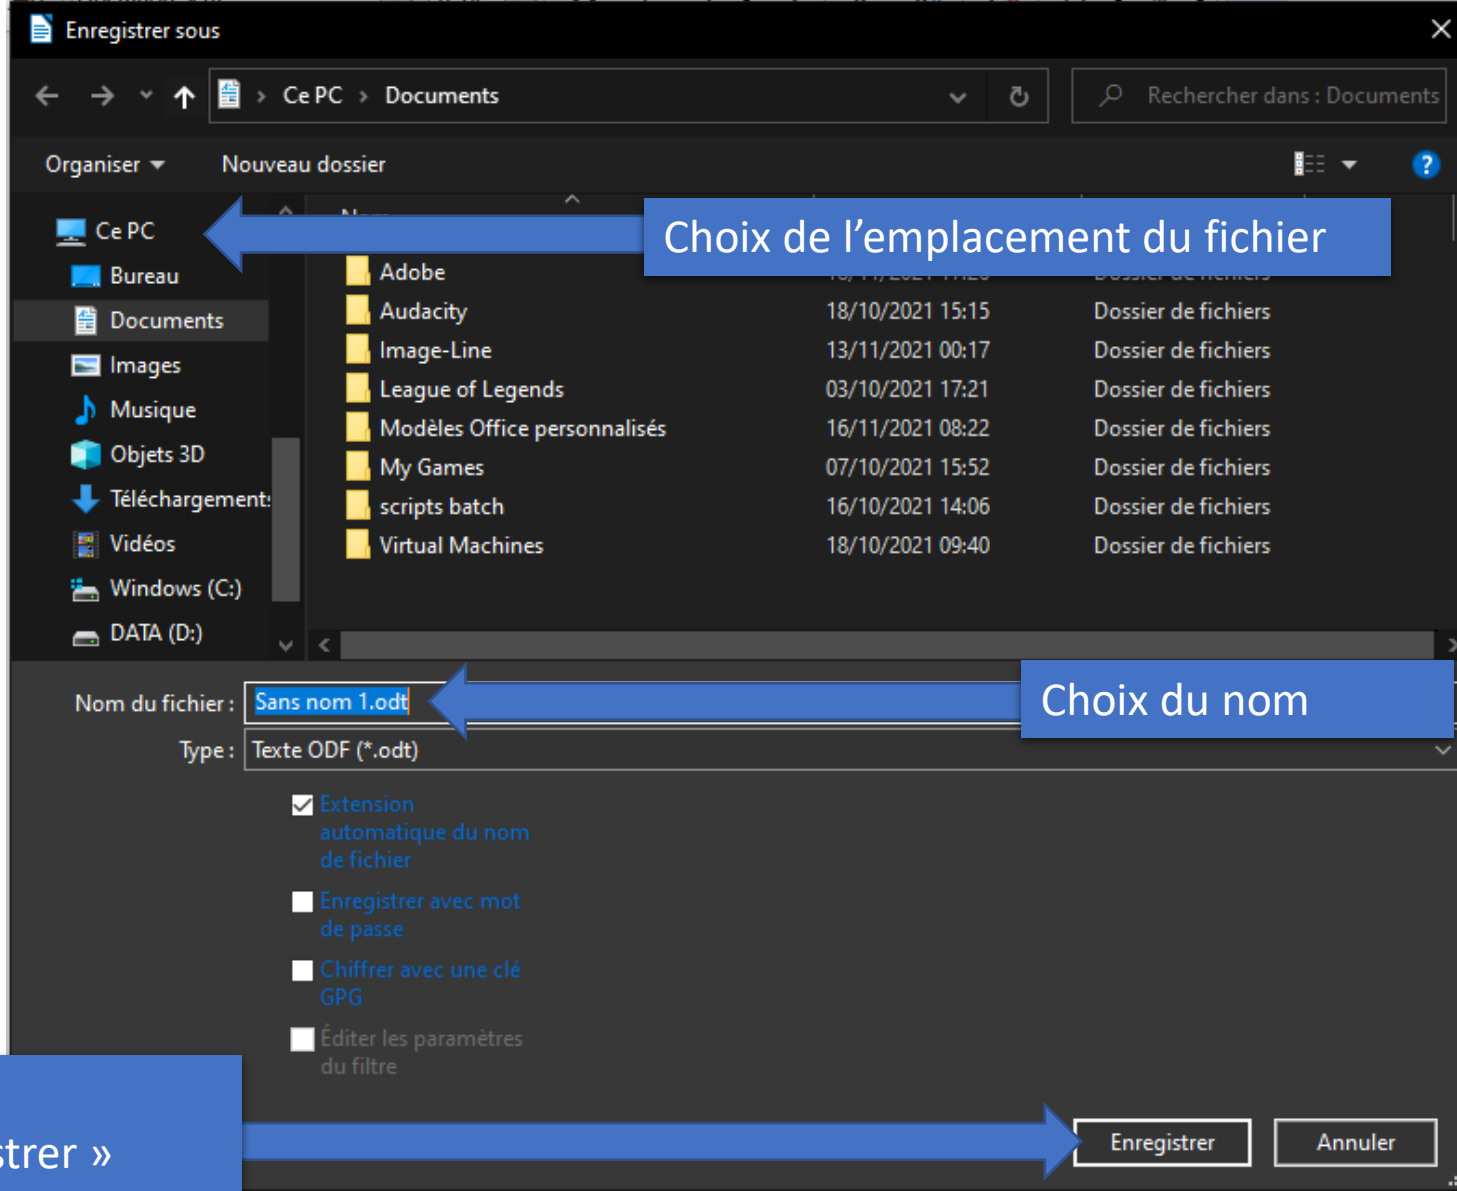 Enregistrer sous
Ce PC > Documents
Rechercher dans : Documents
Organiser
Nouveau dossier
Ce PC
Choix de l’emplacement du fichier
Bureau
Adobe
Documents
Audacity 18/10/2021 15:15 Dossier de fichiers
Image-Line 13/11/2021 00:17 Dossier de fichiers
Images
League of Legends 03/10/2021 17:21 Dossier de fichiers
Musique
Modèles Office personnalisés 16/11/2021 08:22 Dossier de fichiers
Objets 3D
My Games 07/10/2021 15:52 Dossier de fichiers
Téléchargement
scripts batch 16/10/2021 14:06 Dossier de fichiers
Vidéos
Virtual Machines 18/10/2021 09:40 Dossier de fichiers
Windows (C:)
DATA (D:)
Nom du fichier : Sans nom 1.odt
Choix du nom
Type : Texte ODF (*.odt)
Extension
automatique du nom
de fichier
Enregistrer avec mot
de passe
Chiffrer avec une clé
GPG
Éditer les paramètres
du filtre
strer »
Enregistrer
Annuler